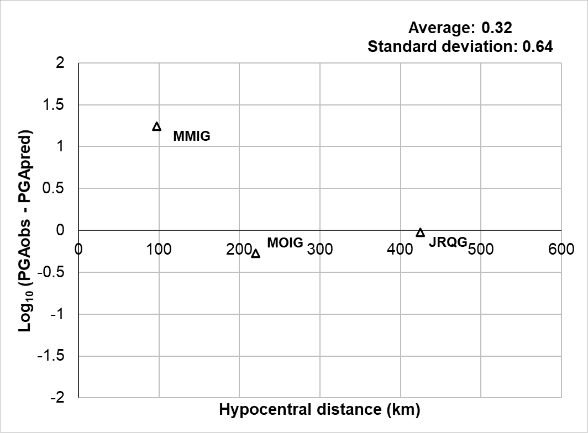 Average: 0.32
Standard deviation: 0.64
2
1.5
1
0.5
0
-0.5
-1
-1.5
-2
Log10 (PGAobs - PGApred)
MMIG
MOIG
JRQG
0 100 200 300 400 500 600
Hypocentral distance (km)